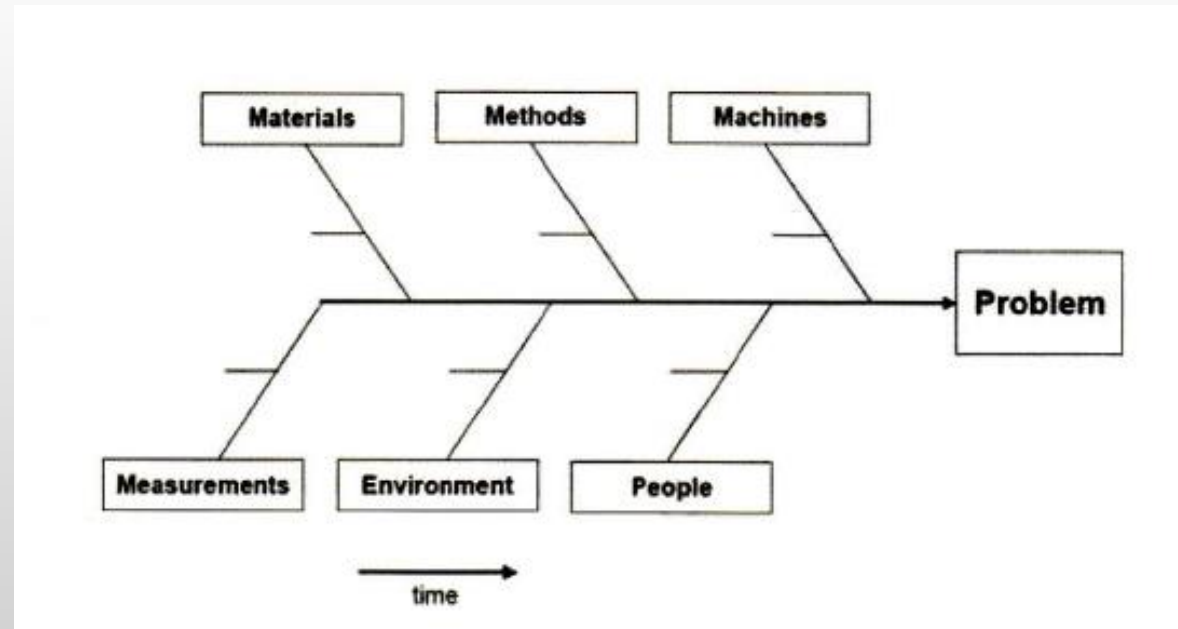 Materials
Methods
Machines
Problem
Measurements
Environment
People
time